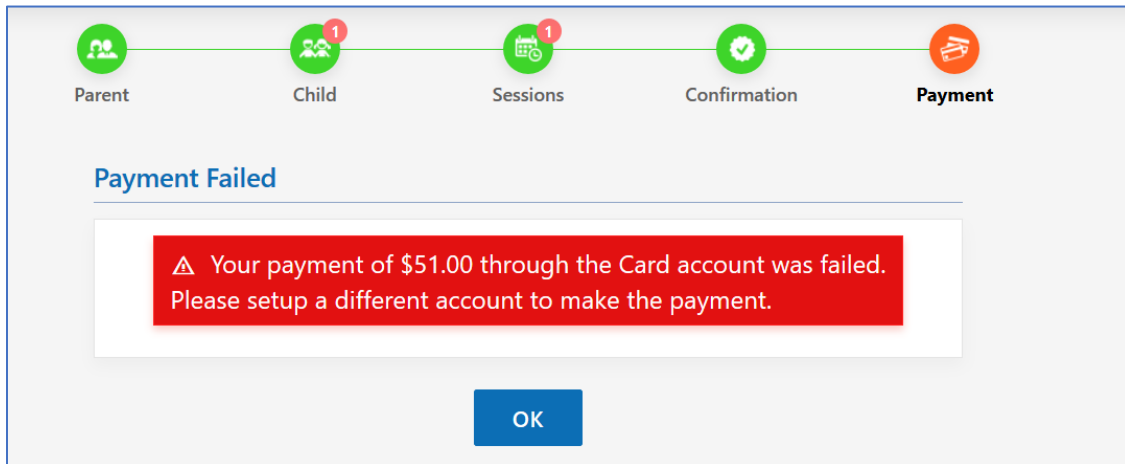 1
1
Parent
Child
Sessions
Confirmation
Payment
Payment Failed
Your payment of $51.00 through the Card account was failed.
Please setup a different account to make the payment.
OK